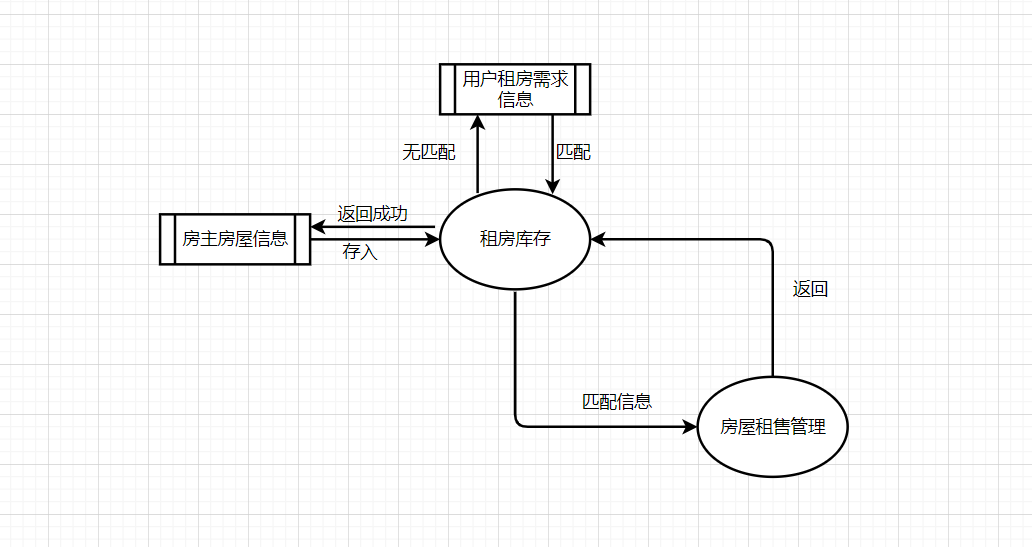 用户租房需求
信息
无匹配
匹配
返回成功
房主房屋信息
租房库存
存入
返回
匹配信息
房屋租售管理